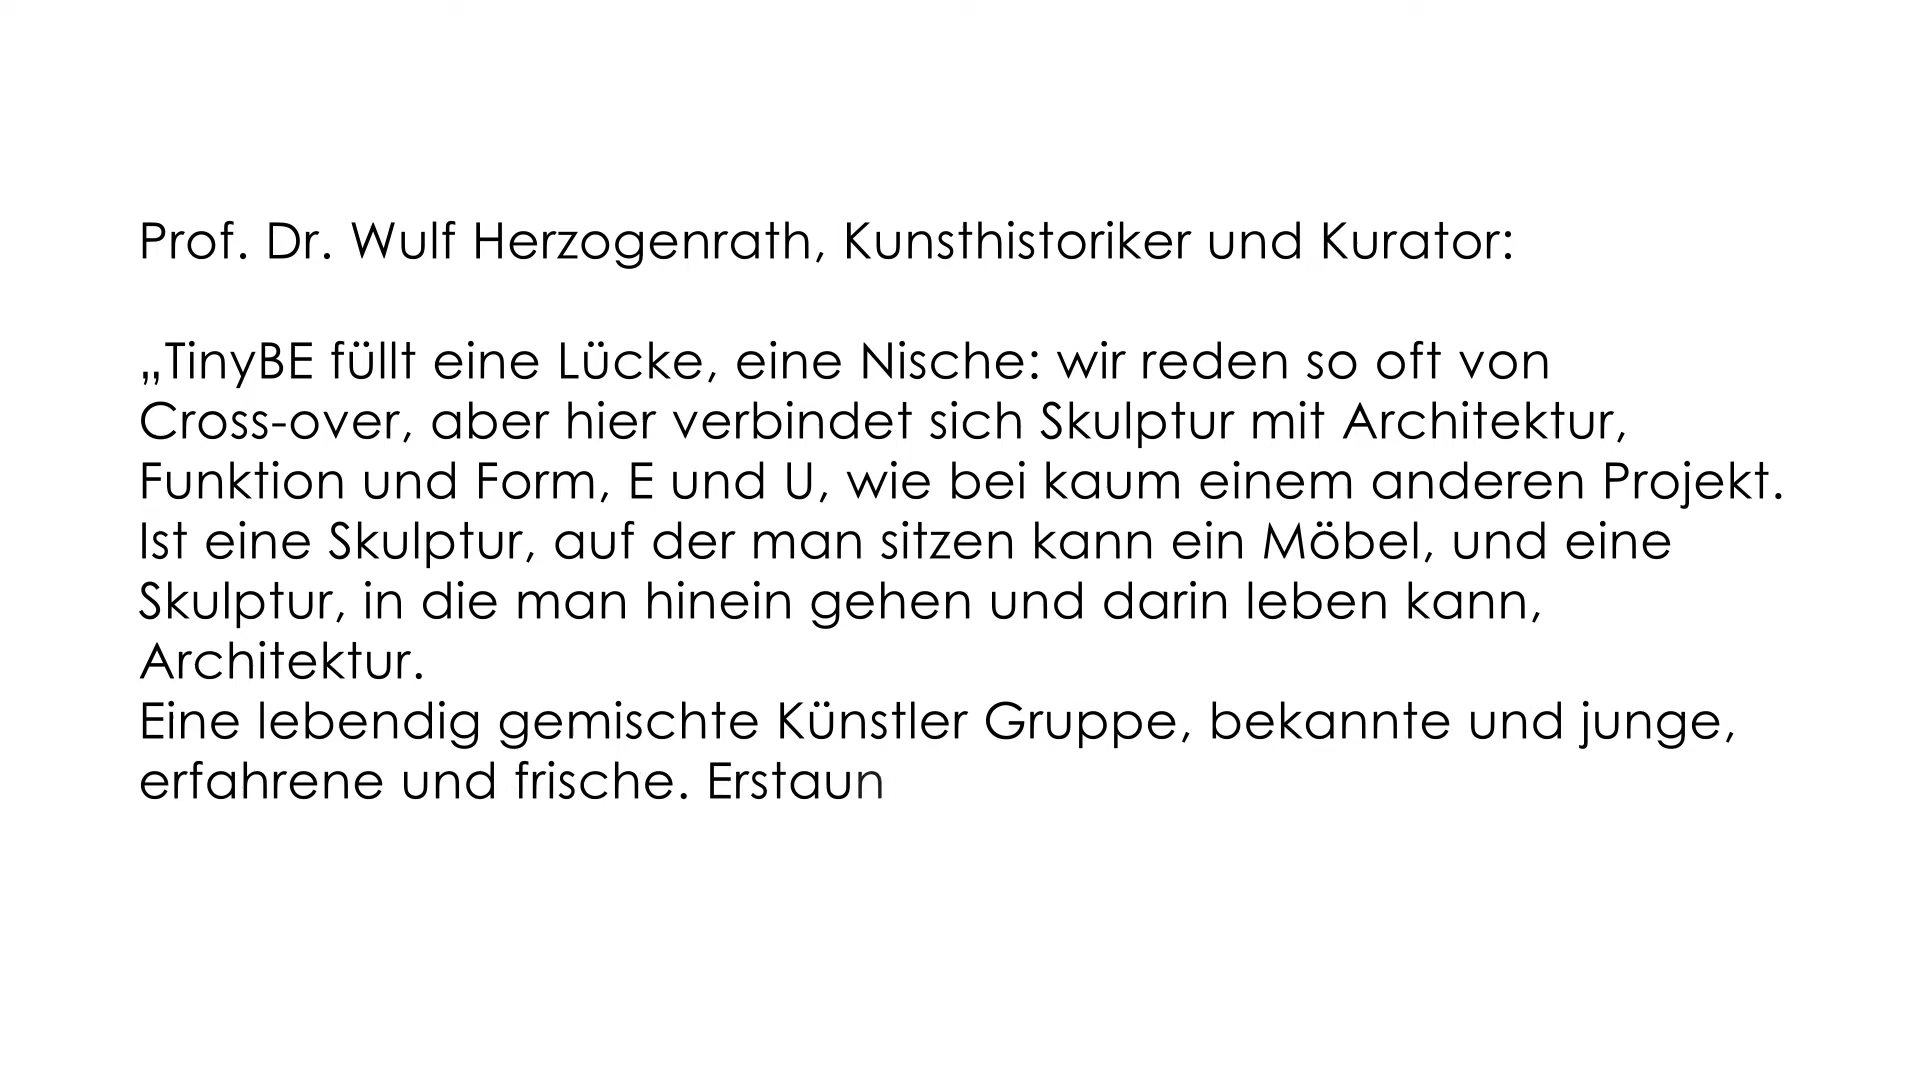 Prof. Dr. Wulf Herzogenrath, Kunsthistoriker und Kurator:
„TinyBE füllt eine Lücke, eine Nische: wir reden so oft von
Cross-over, aber hier verbindet sich Skulptur mit Architektur,
Funktion und Form, E und U, wie bei kaum einem anderen Projekt.
Ist eine Skulptur, auf der man sitzen kann ein Möbel, und eine
Skulptur, in die man hinein gehen und darin leben kann,
Architektur.
Eine lebendig gemischte Künstler Gruppe, bekannte und junge,
erfahrene und frische. Erstaun